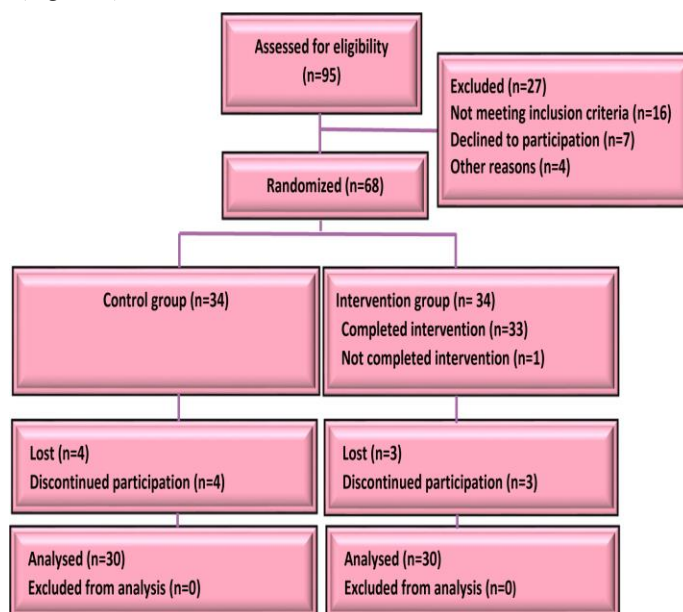 Assessed for eligibility
(n=95)
Excluded (n=27)
Not meeting inclusion criteria (n=16)
Declined to participation (n=7)
Other reasons (n=4)
Randomized (n=68)
Control group (n=34)
Intervention group (n= 34)
Completed intervention (n=33)
Not completed intervention (n=1)
Lost (n=4)
Discontinued participation (n=4)
Lost (n=3)
Discontinued participation (n=3)
Analysed (n=30)
Excluded from analysis (n=0)
Analysed (n=30)
Excluded from analysis (n=0)